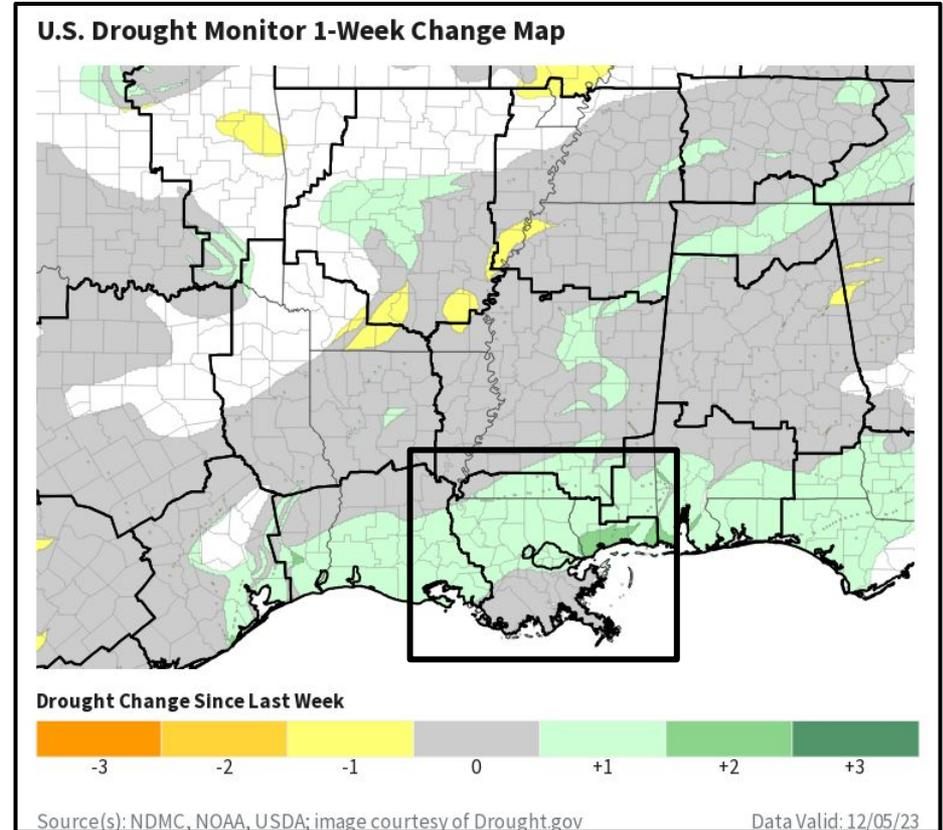 U.S. Drought Monitor 1-Week Change Map
Drought Change Since Last Week
-3 -2 -1 0 +1 +2 +3
Source(s): NDMC, NOAA, USDA; image courtesy of Drought.gov Data Valid: 12/05/23